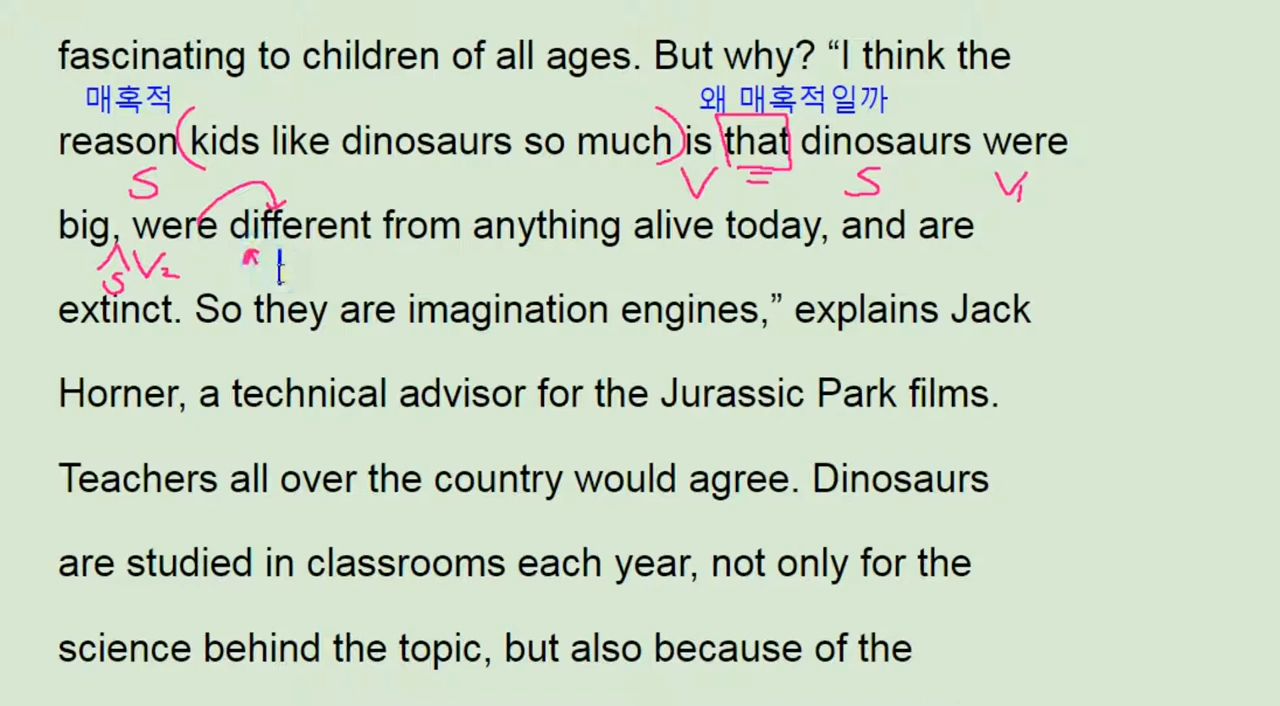 fascinating to children of all ages. But why? “I think the
매혹적 왜 매혹적일까
reason (kids like dinosaurs so much) is that dinosaurs were
S V S V1
big, were different from anything alive today, and are
S V2
extinct. So they are imagination engines,” explains Jack
Horner, a technical advisor for the Jurassic Park films.
Teachers all over the country would agree. Dinosaurs
are studied in classrooms each year, not only for the
science behind the topic, but also because of the